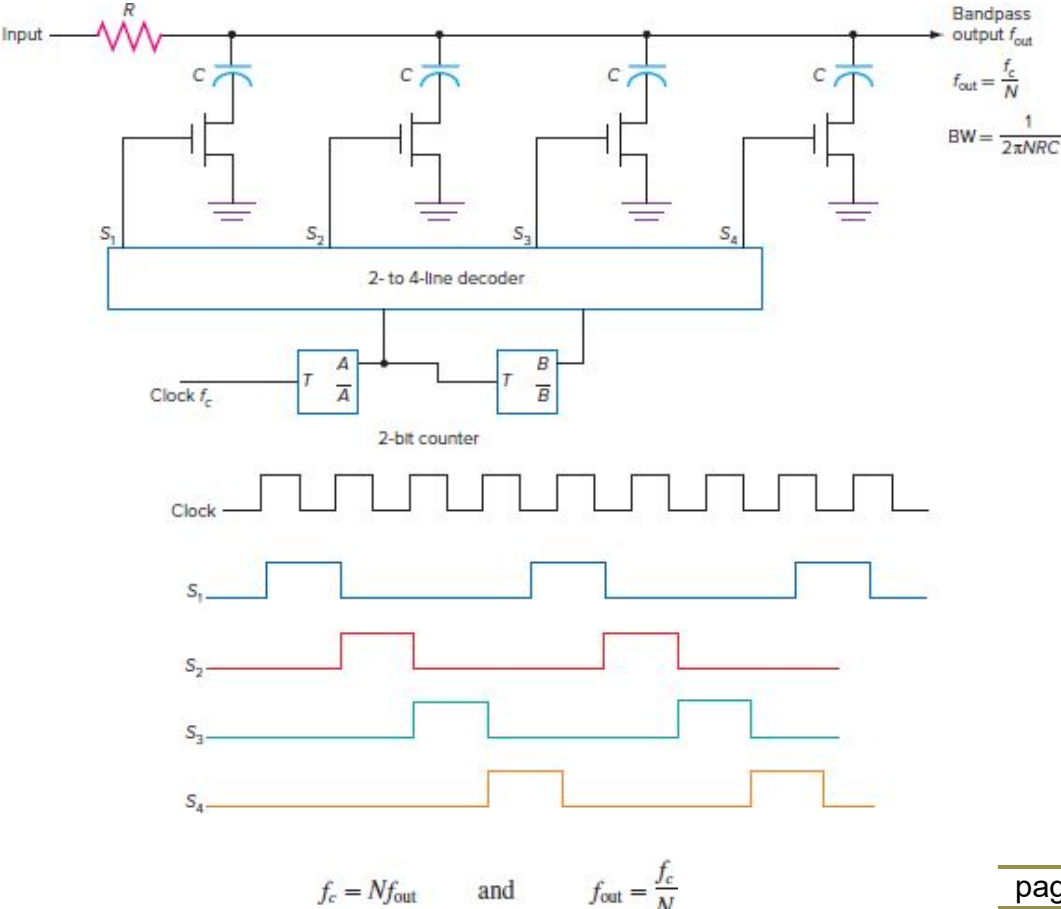 R
Input
Bandpass
output f_out
f_out = f_c/N
BW = 1/2πNRC
C C C C
S₁ S₂ S₃ S₄
2- to 4-line decoder
T A A̅
T B B̅
Clock f_c
2-bit counter
Clock
S₁
S₂
S₃
S₄
f_c = Nf_out and f_out = f_c/N
pag